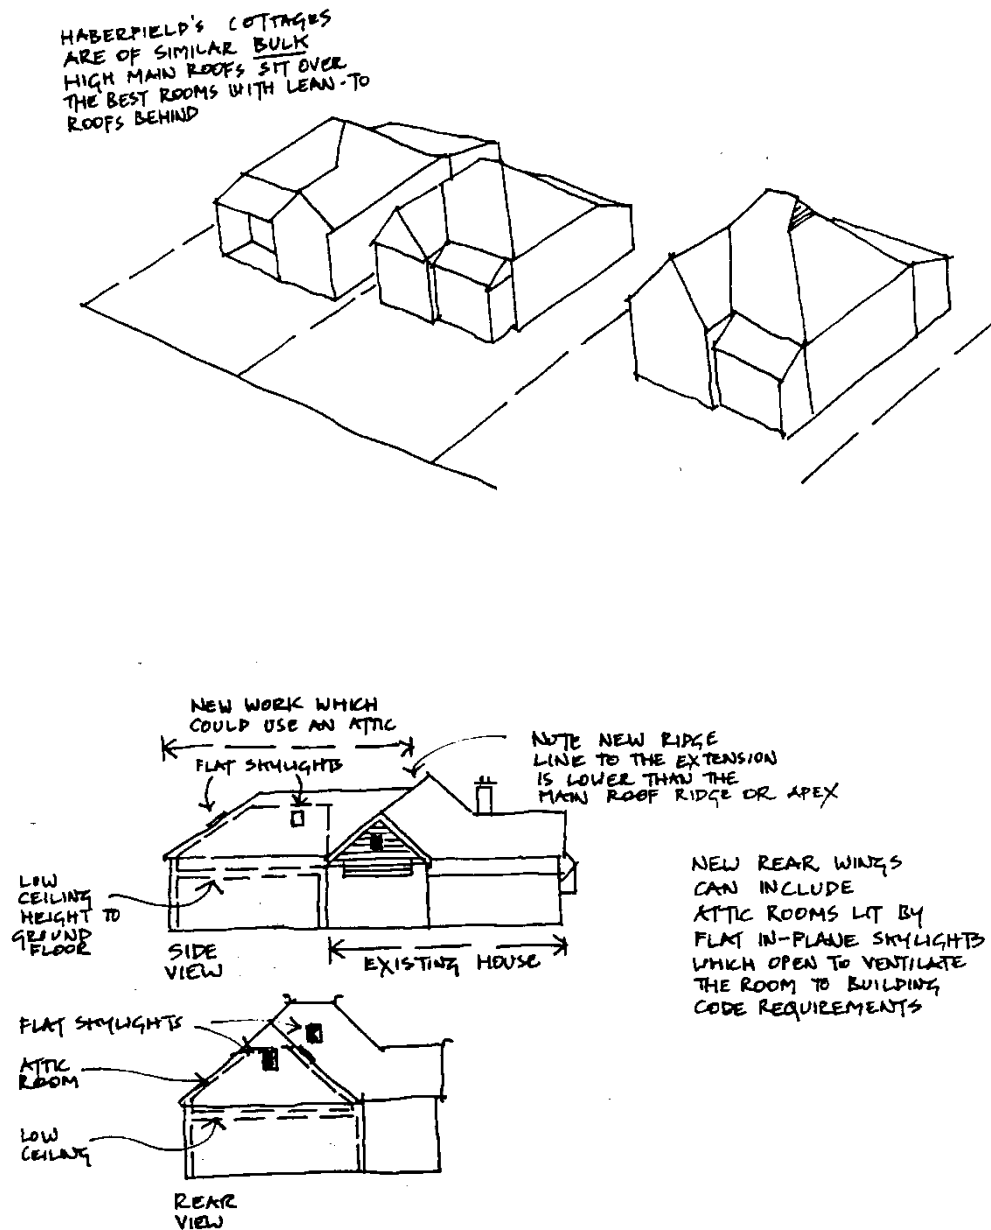 HABERFIELD'S COTTAGES
ARE OF SIMILAR BULK
HIGH MAIN ROOFS SIT OVER
THE BEST ROOMS WITH LEAN-TO
ROOFS BEHIND
NEW WORK WHICH
COULD USE AN ATTIC
FLAT SKYLIGHTS
NOTE NEW RIDGE
LINE TO THE EXTENSION
IS LOWER THAN THE
MAIN ROOF RIDGE OR APEX
LOW
CEILING
HEIGHT TO
GROUND
FLOOR
SIDE
VIEW
EXISTING HOUSE
NEW REAR WINGS
CAN INCLUDE
ATTIC ROOMS LIT BY
FLAT IN-PLANE SKYLIGHTS
WHICH OPEN TO VENTILATE
THE ROOM TO BUILDING
CODE REQUIREMENTS
FLAT SKYLIGHTS
ATTIC
ROOM
LOW
CEILING
REAR
VIEW